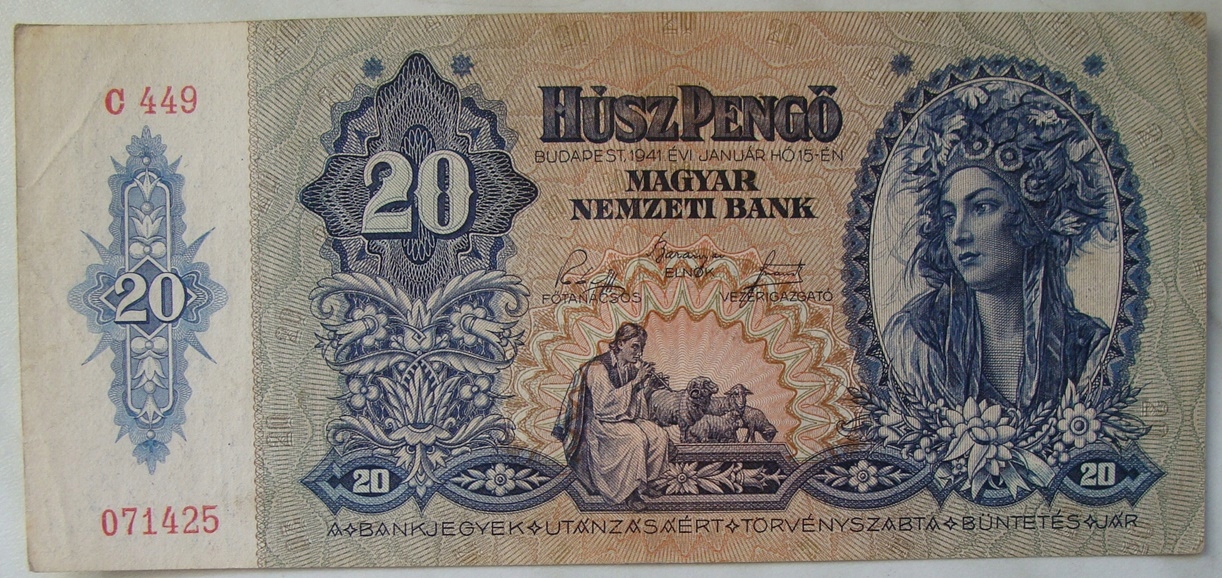 C 449
20
071425
20
HÚSZ PENGŐ
BUDAPEST, 1941. ÉVI JANUÁR HÓ 15-ÉN
MAGYAR
NEMZETI BANK
ELNÖK
FŐTANÁCSOS
VEZÉRIGAZGATÓ
20
20
A BANKJEGYEK UTÁNZÁSÁÉRT TÖRVÉNYSZABTA BÜNTETÉS JÁR